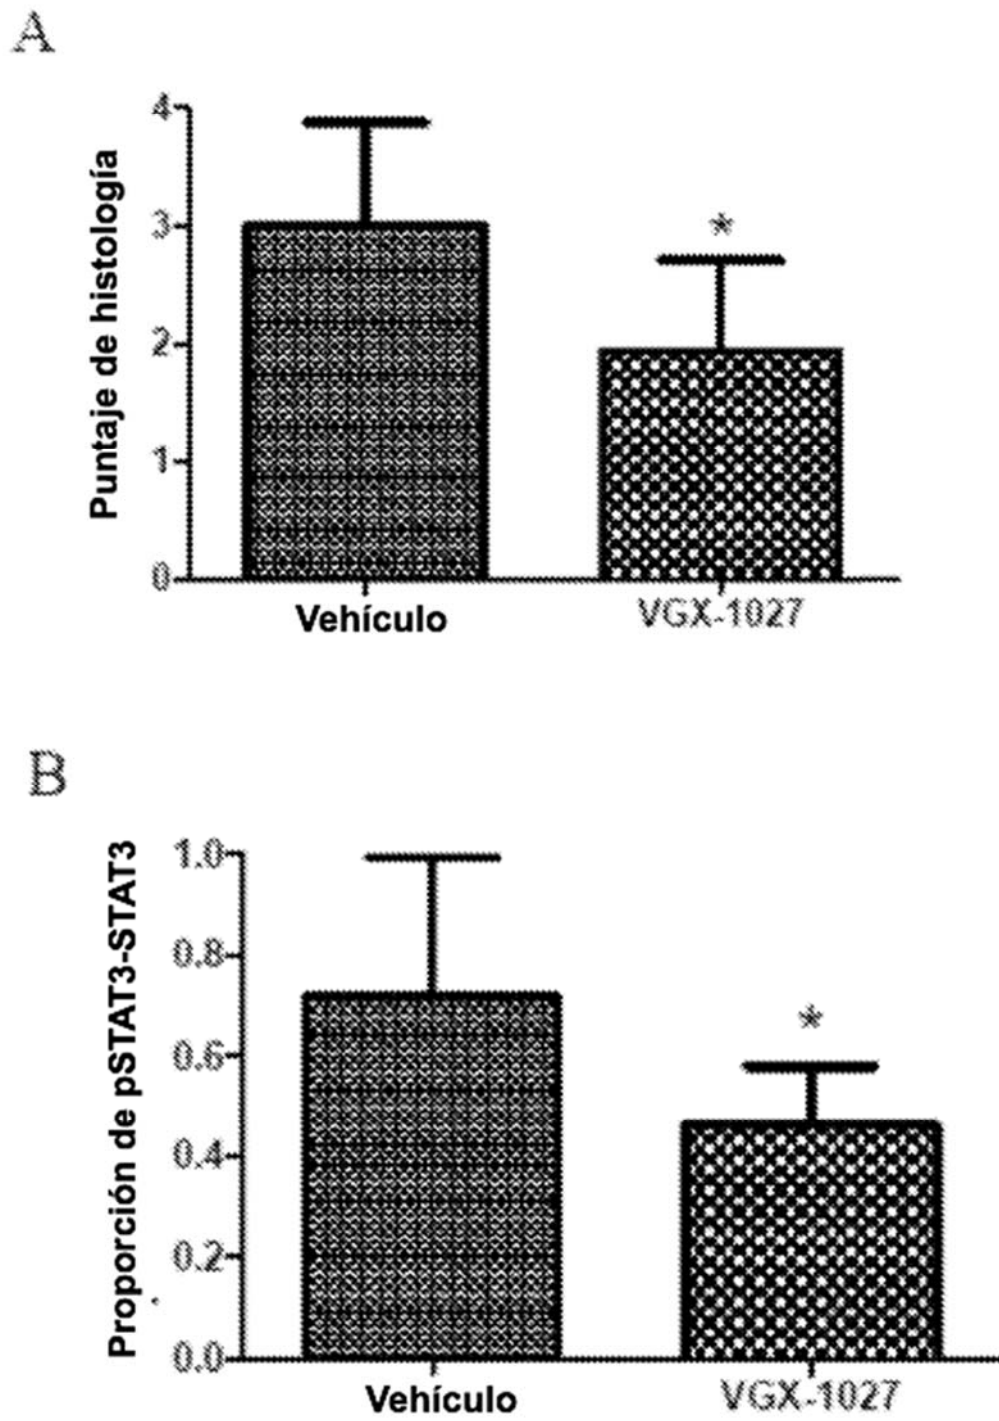 A
Puntaje de histología
4
3
2
1
0
*
Vehículo
VGX-1027
B
Proporción de pSTAT3-STAT3
1.0
0.8
0.6
0.4
0.2
0.0
*
Vehículo
VGX-1027